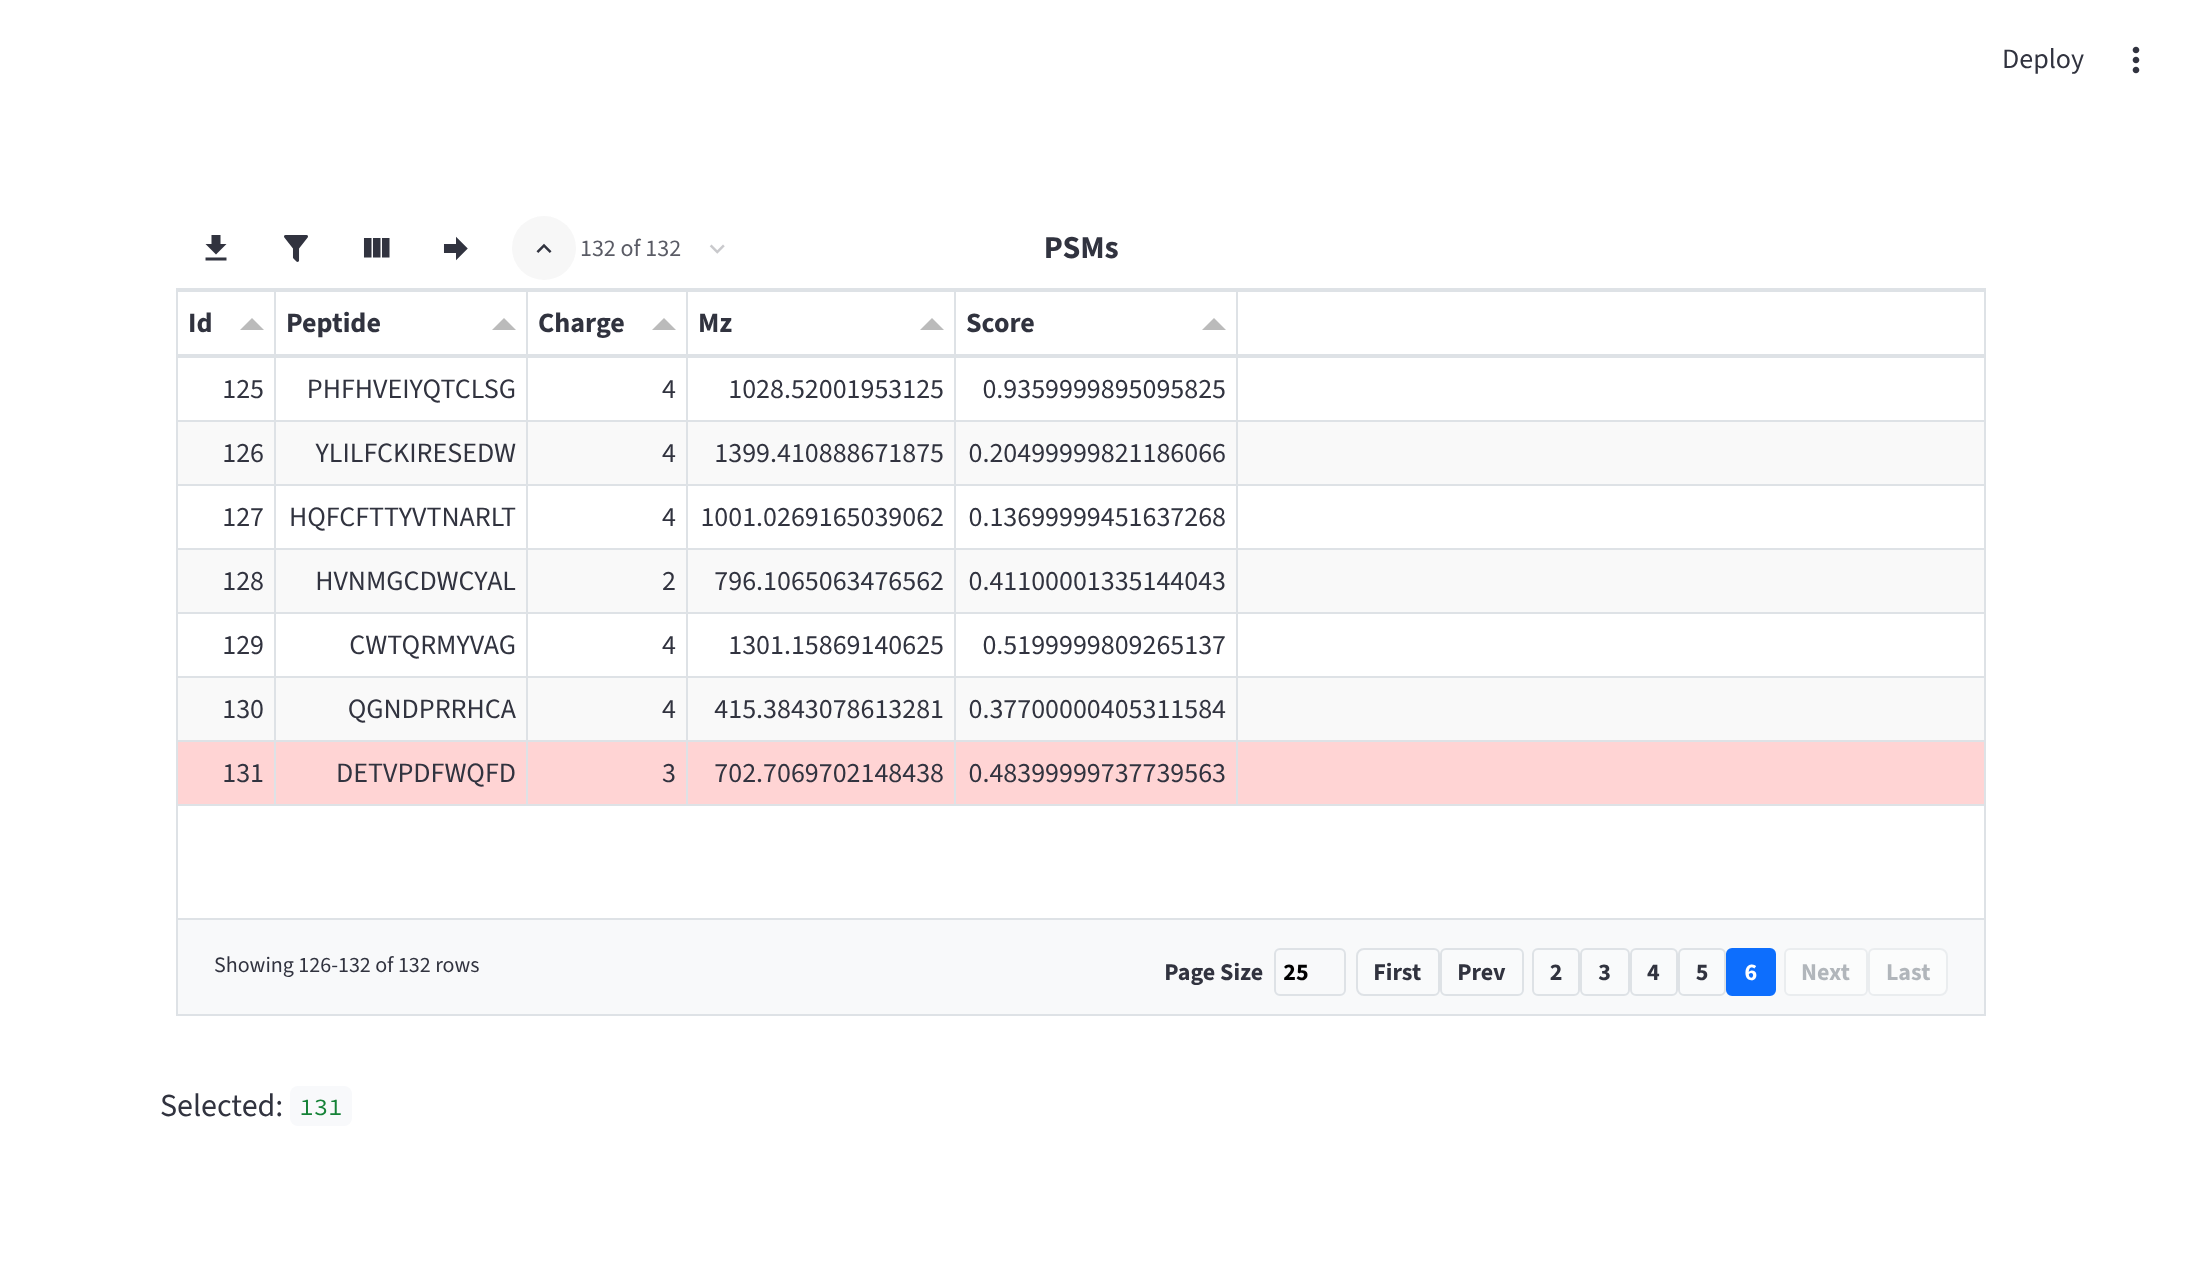 Deploy
132 of 132
PSMs
Id Peptide Charge Mz Score
125 PHFHVEIYQTCLSG 4 1028.52001953125 0.9359999895095825
126 YLILFCKIRESEDW 4 1399.410888671875 0.20499999821186066
127 HQFCFTTYVTNARLT 4 1001.0269165039062 0.13699999451637268
128 HVNMGCDWCYAL 2 796.1065063476562 0.41100001335144043
129 CWTQRMYVAG 4 1301.15869140625 0.5199999809265137
130 QGNDPRRHCA 4 415.3843078613281 0.37700000405311584
131 DETVPDFWQFD 3 702.7069702148438 0.48399999737739563
Showing 126-132 of 132 rows
Page Size 25 First Prev 2 3 4 5 6 Next Last
Selected: 131